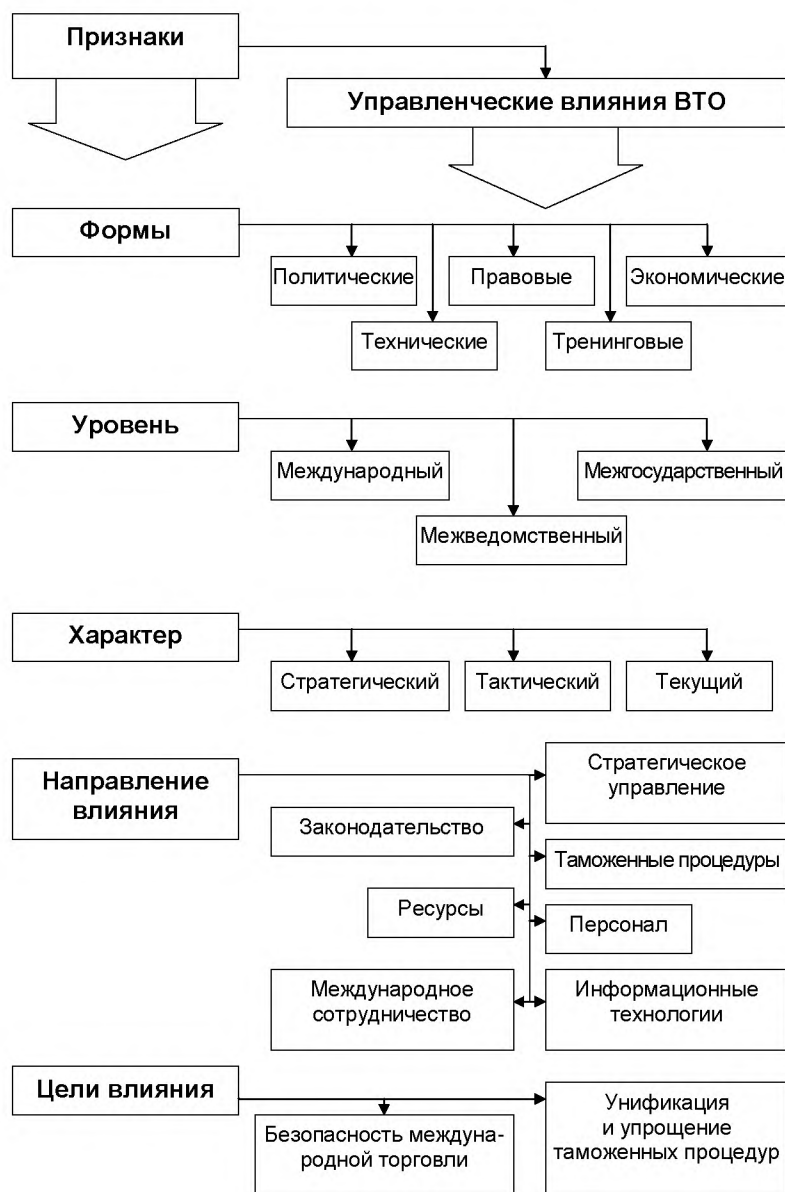 Признаки
Управленческие влияния ВТО
Формы
Политические
Правовые
Экономические
Технические
Тренинговые
Уровень
Международный
Межгосударственный
Межведомственный
Характер
Стратегический
Тактический
Текущий
Направление
влияния
Стратегическое
управление
Законодательство
Таможенные процедуры
Ресурсы
Персонал
Международное
сотрудничество
Информационные
технологии
Цели влияния
Безопасность междуна-
родной торговли
Унификация
и упрощение
таможенных процедур